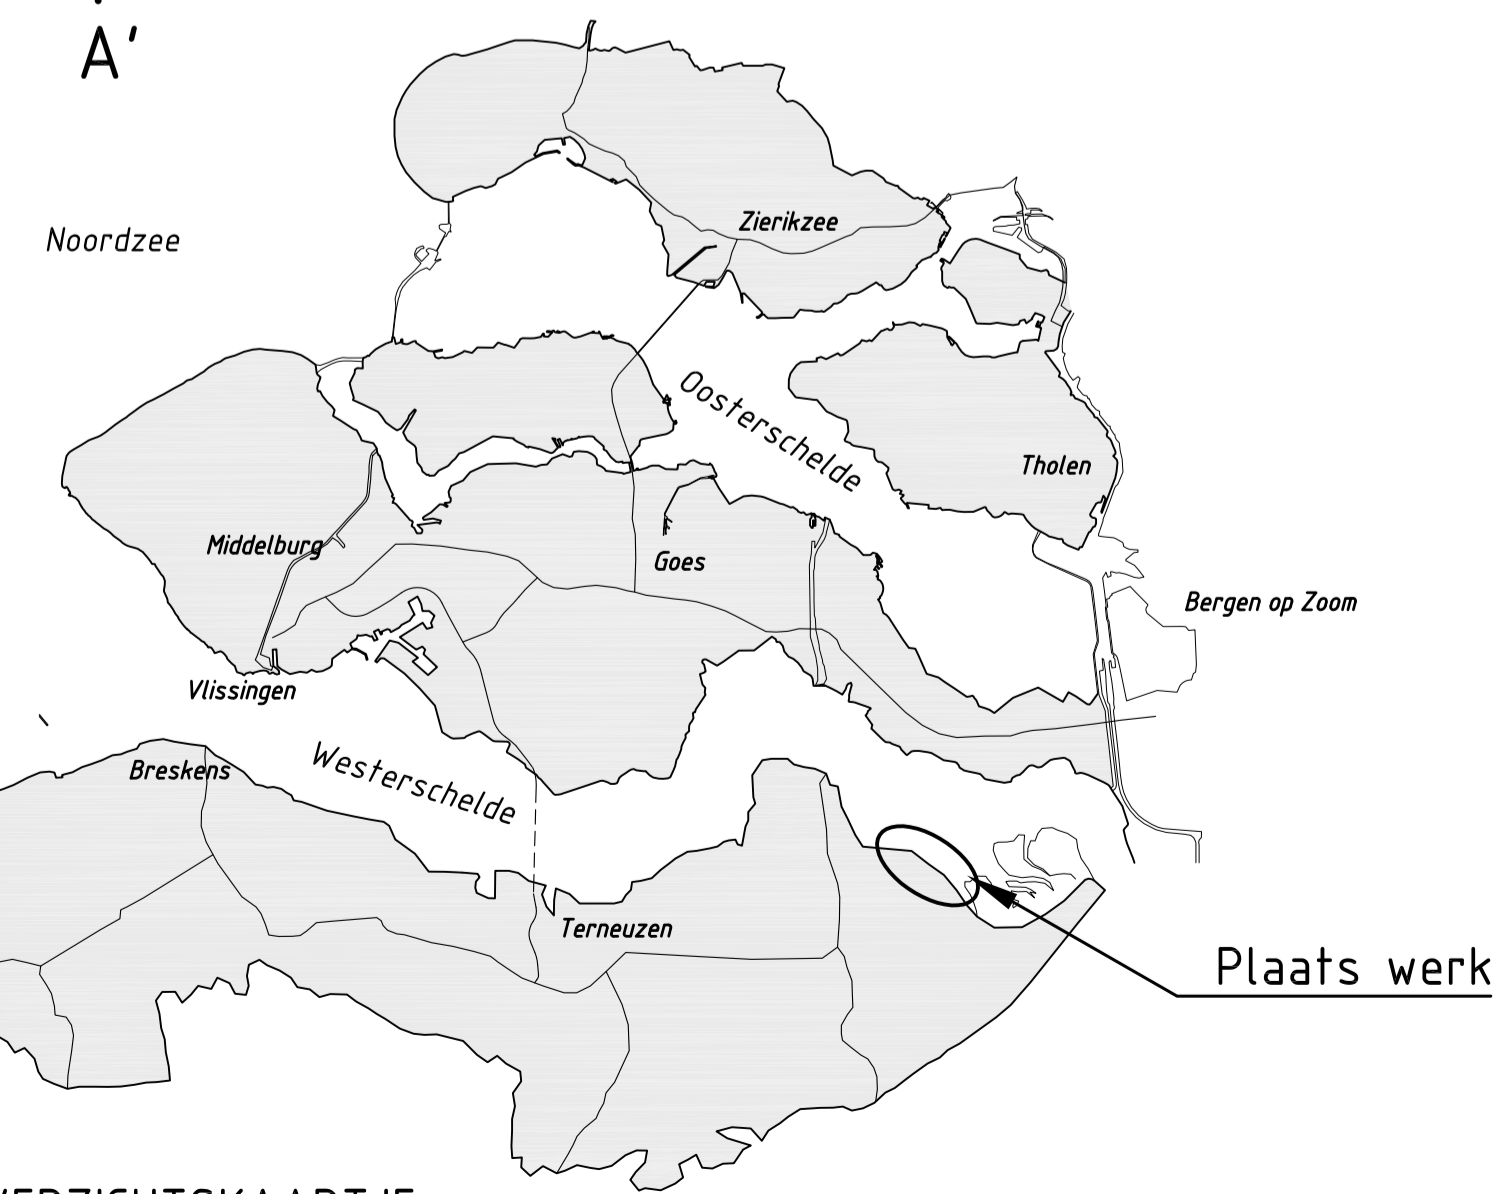 A'
Zierikzee
Noordzee
Oosterschelde
Tholen
Middelburg
Goes
Bergen op Zoom
Vlissingen
Westerschelde
Breskens
Terneuzen
Plaats werk